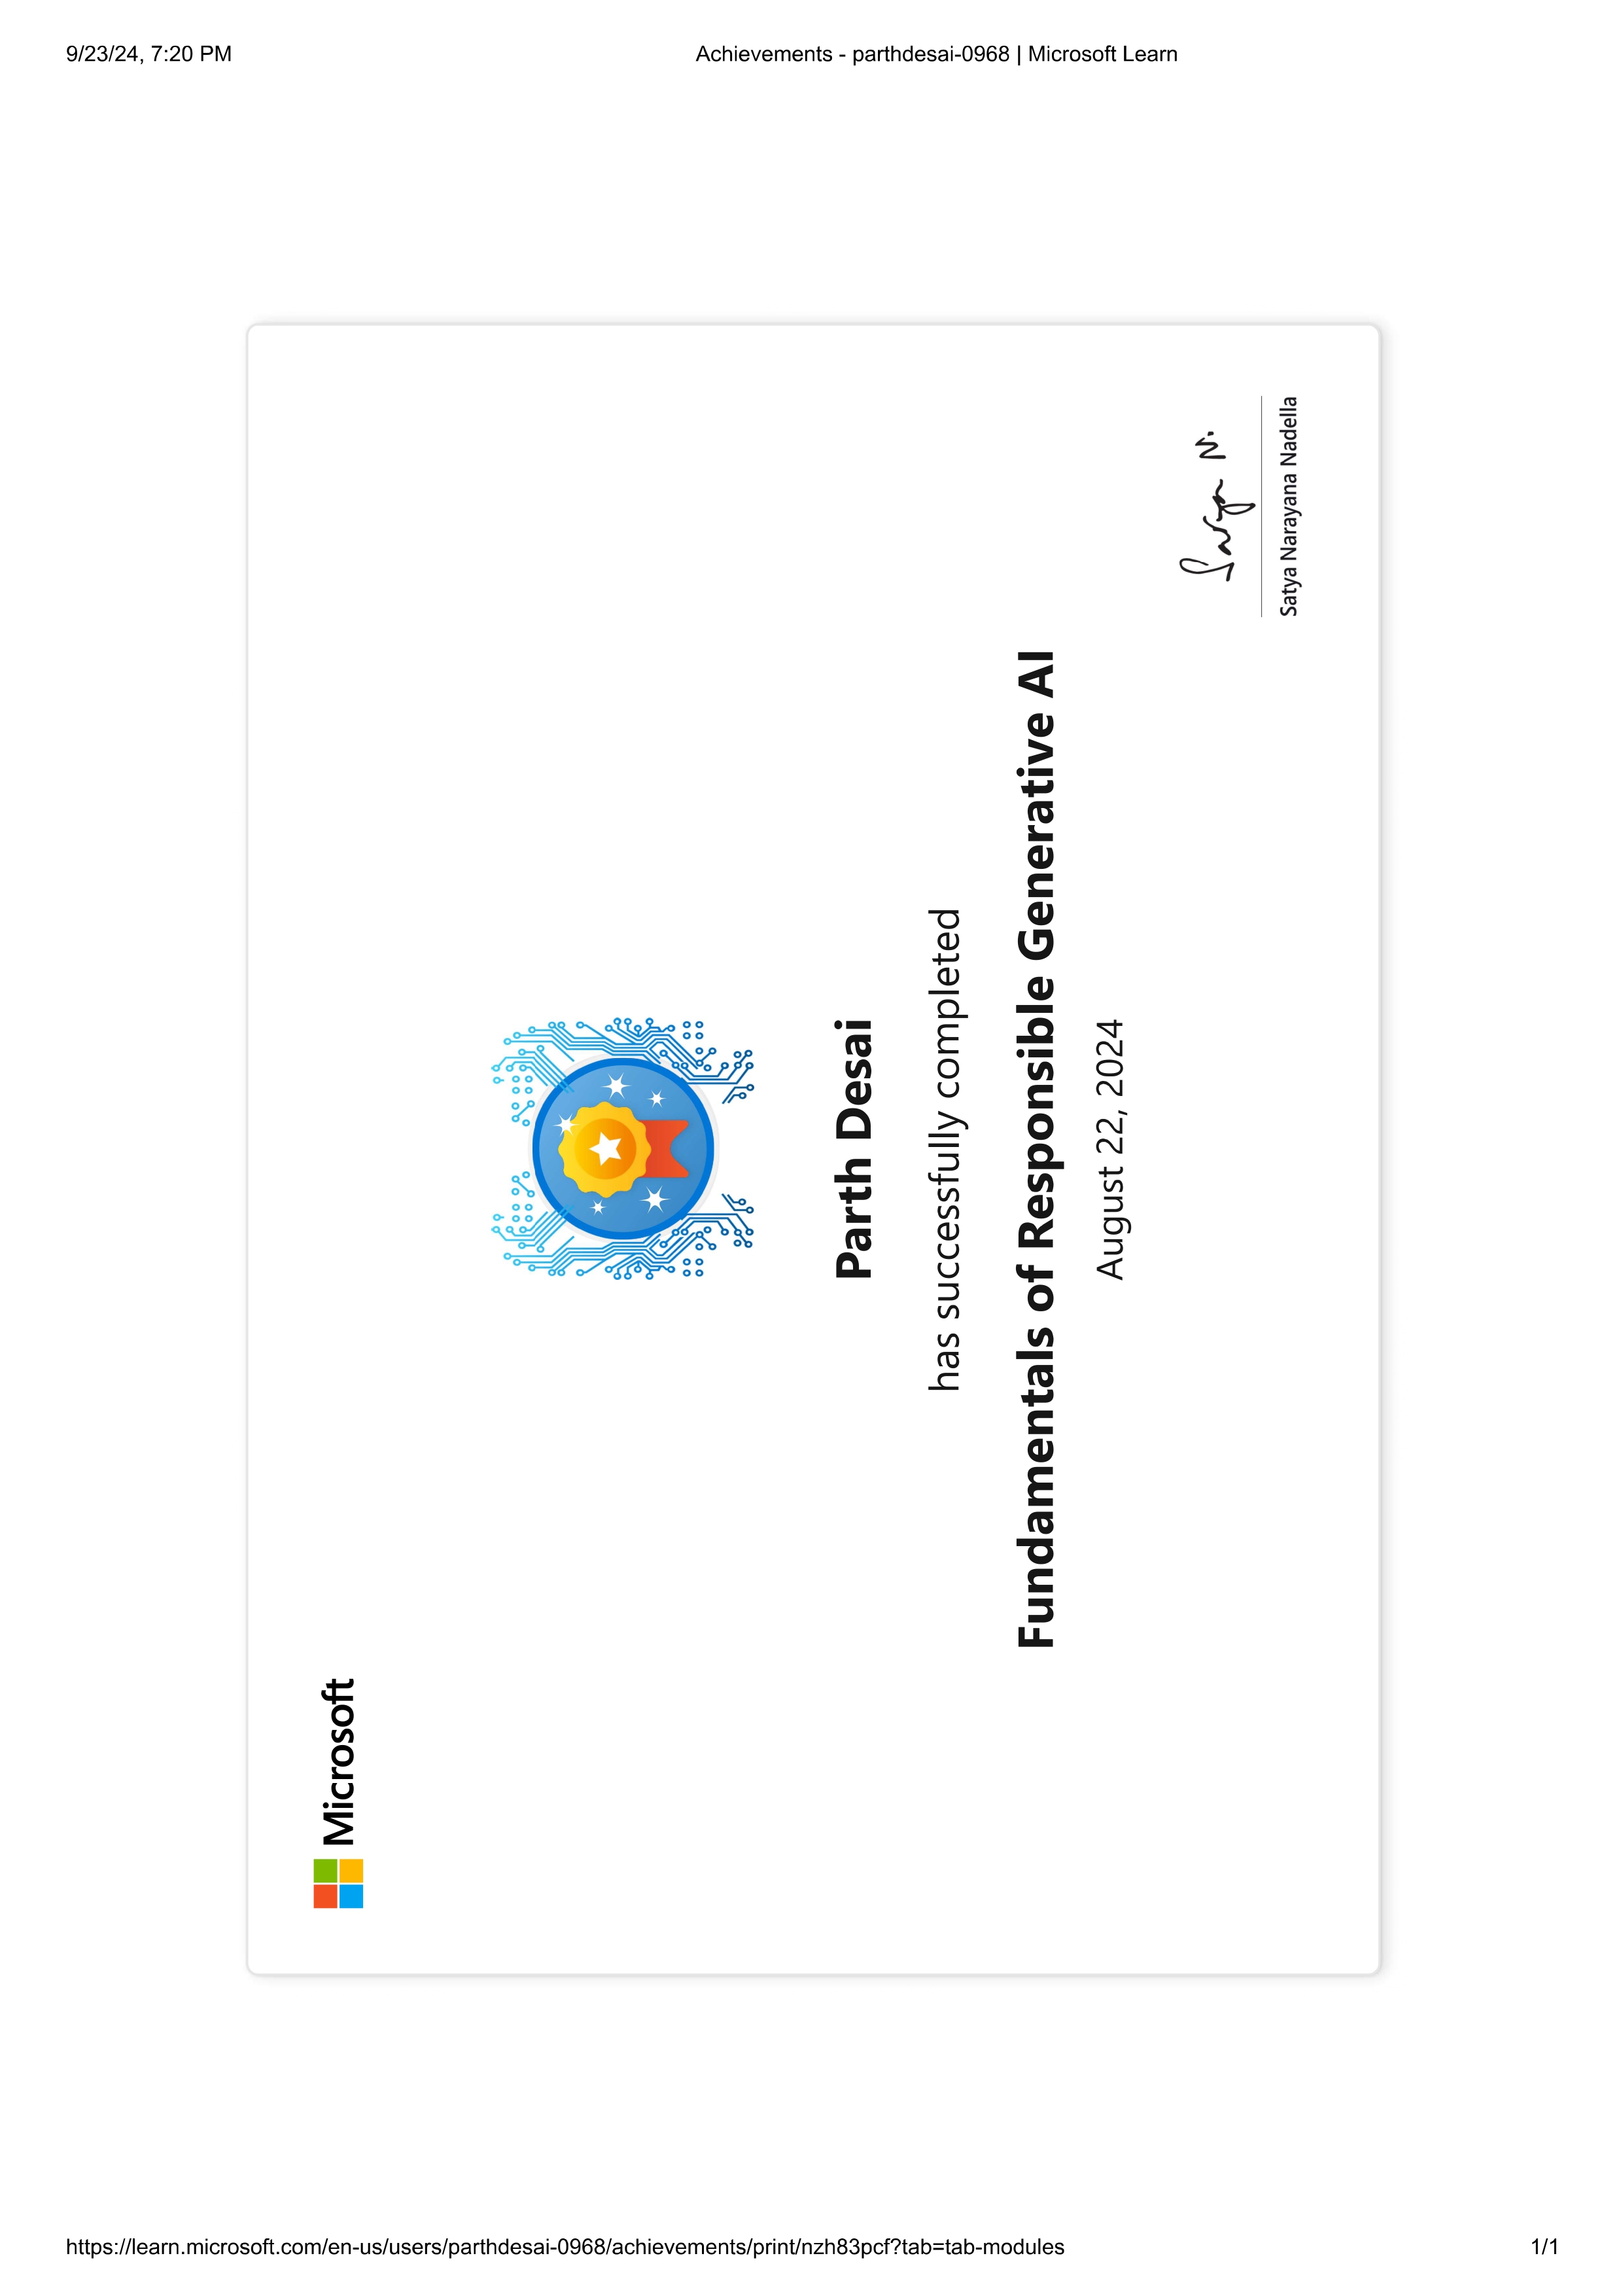 9/23/24, 7:20 PM
Achievements - parthdesai-0968 | Microsoft Learn
Microsoft
Parth Desai
has successfully completed
Fundamentals of Responsible Generative AI
August 22, 2024
Satya N.
Satya Narayana Nadella
https://learn.microsoft.com/en-us/users/parthdesai-0968/achievements/print/nzh83pcf?tab=tab-modules
1/1